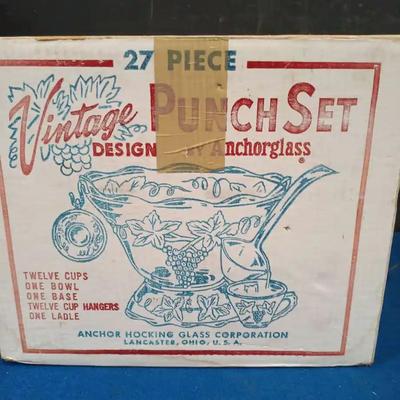 27 PIECE
Vintage PUNCH SET
DESIGN BY Anchorglass®
TWELVE CUPS
ONE BOWL
ONE BASE
TWELVE CUP HANGERS
ONE LADLE
ANCHOR HOCKING GLASS CORPORATION
LANCASTER, OHIO, U. S. A.